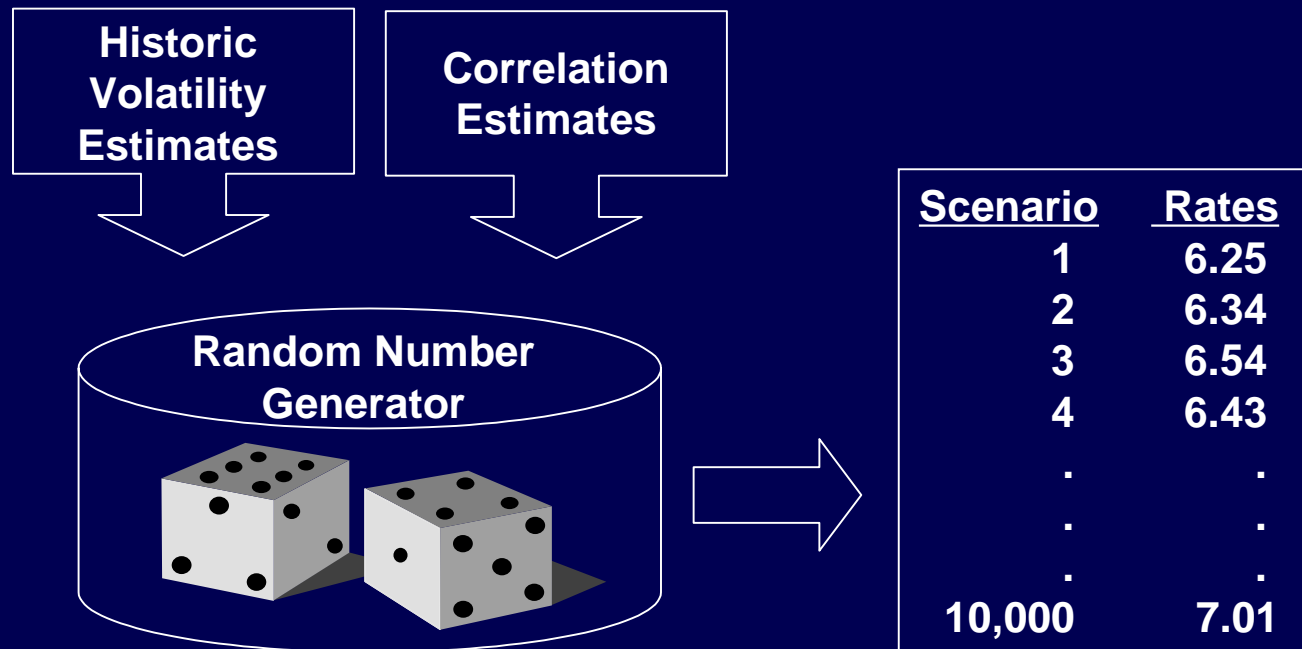 Historic
Volatility
Estimates
Correlation
Estimates
Random Number
Generator
Scenario Rates
1 6.25
2 6.34
3 6.54
4 6.43
. .
. .
. .
10,000 7.01